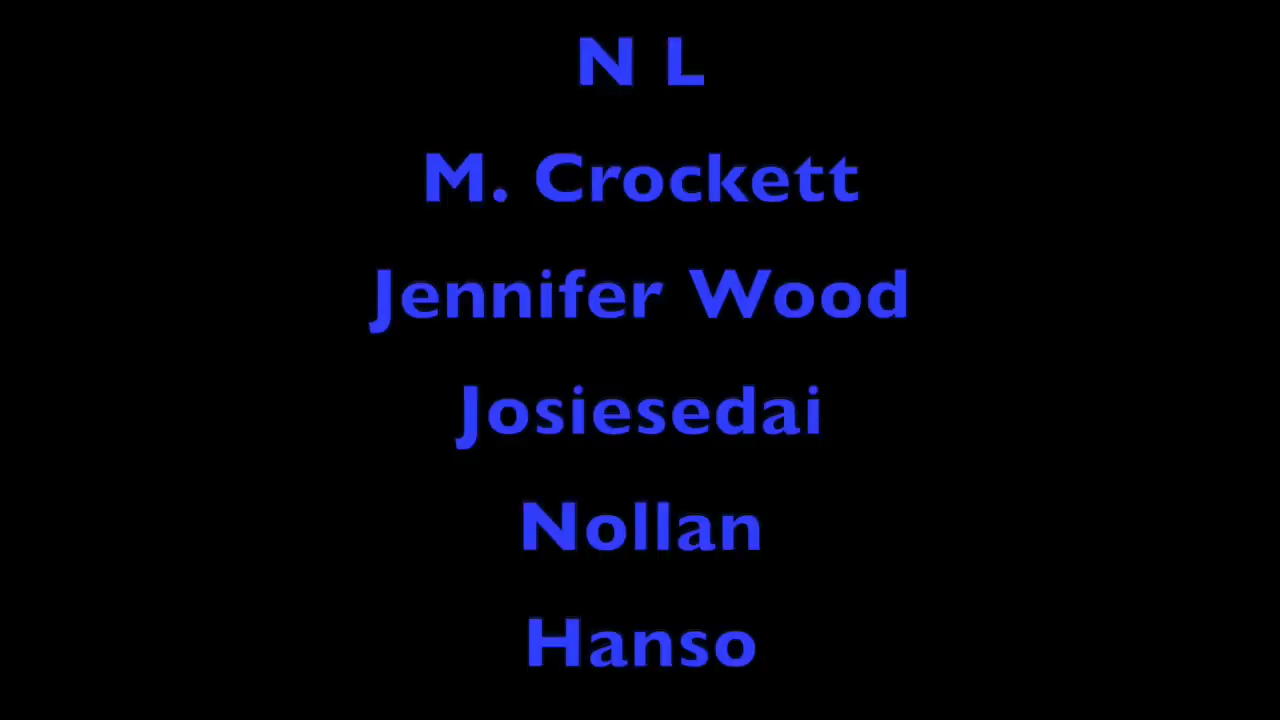 N L
M. Crockett
Jennifer Wood
Josiesedai
Nollan
Hanso